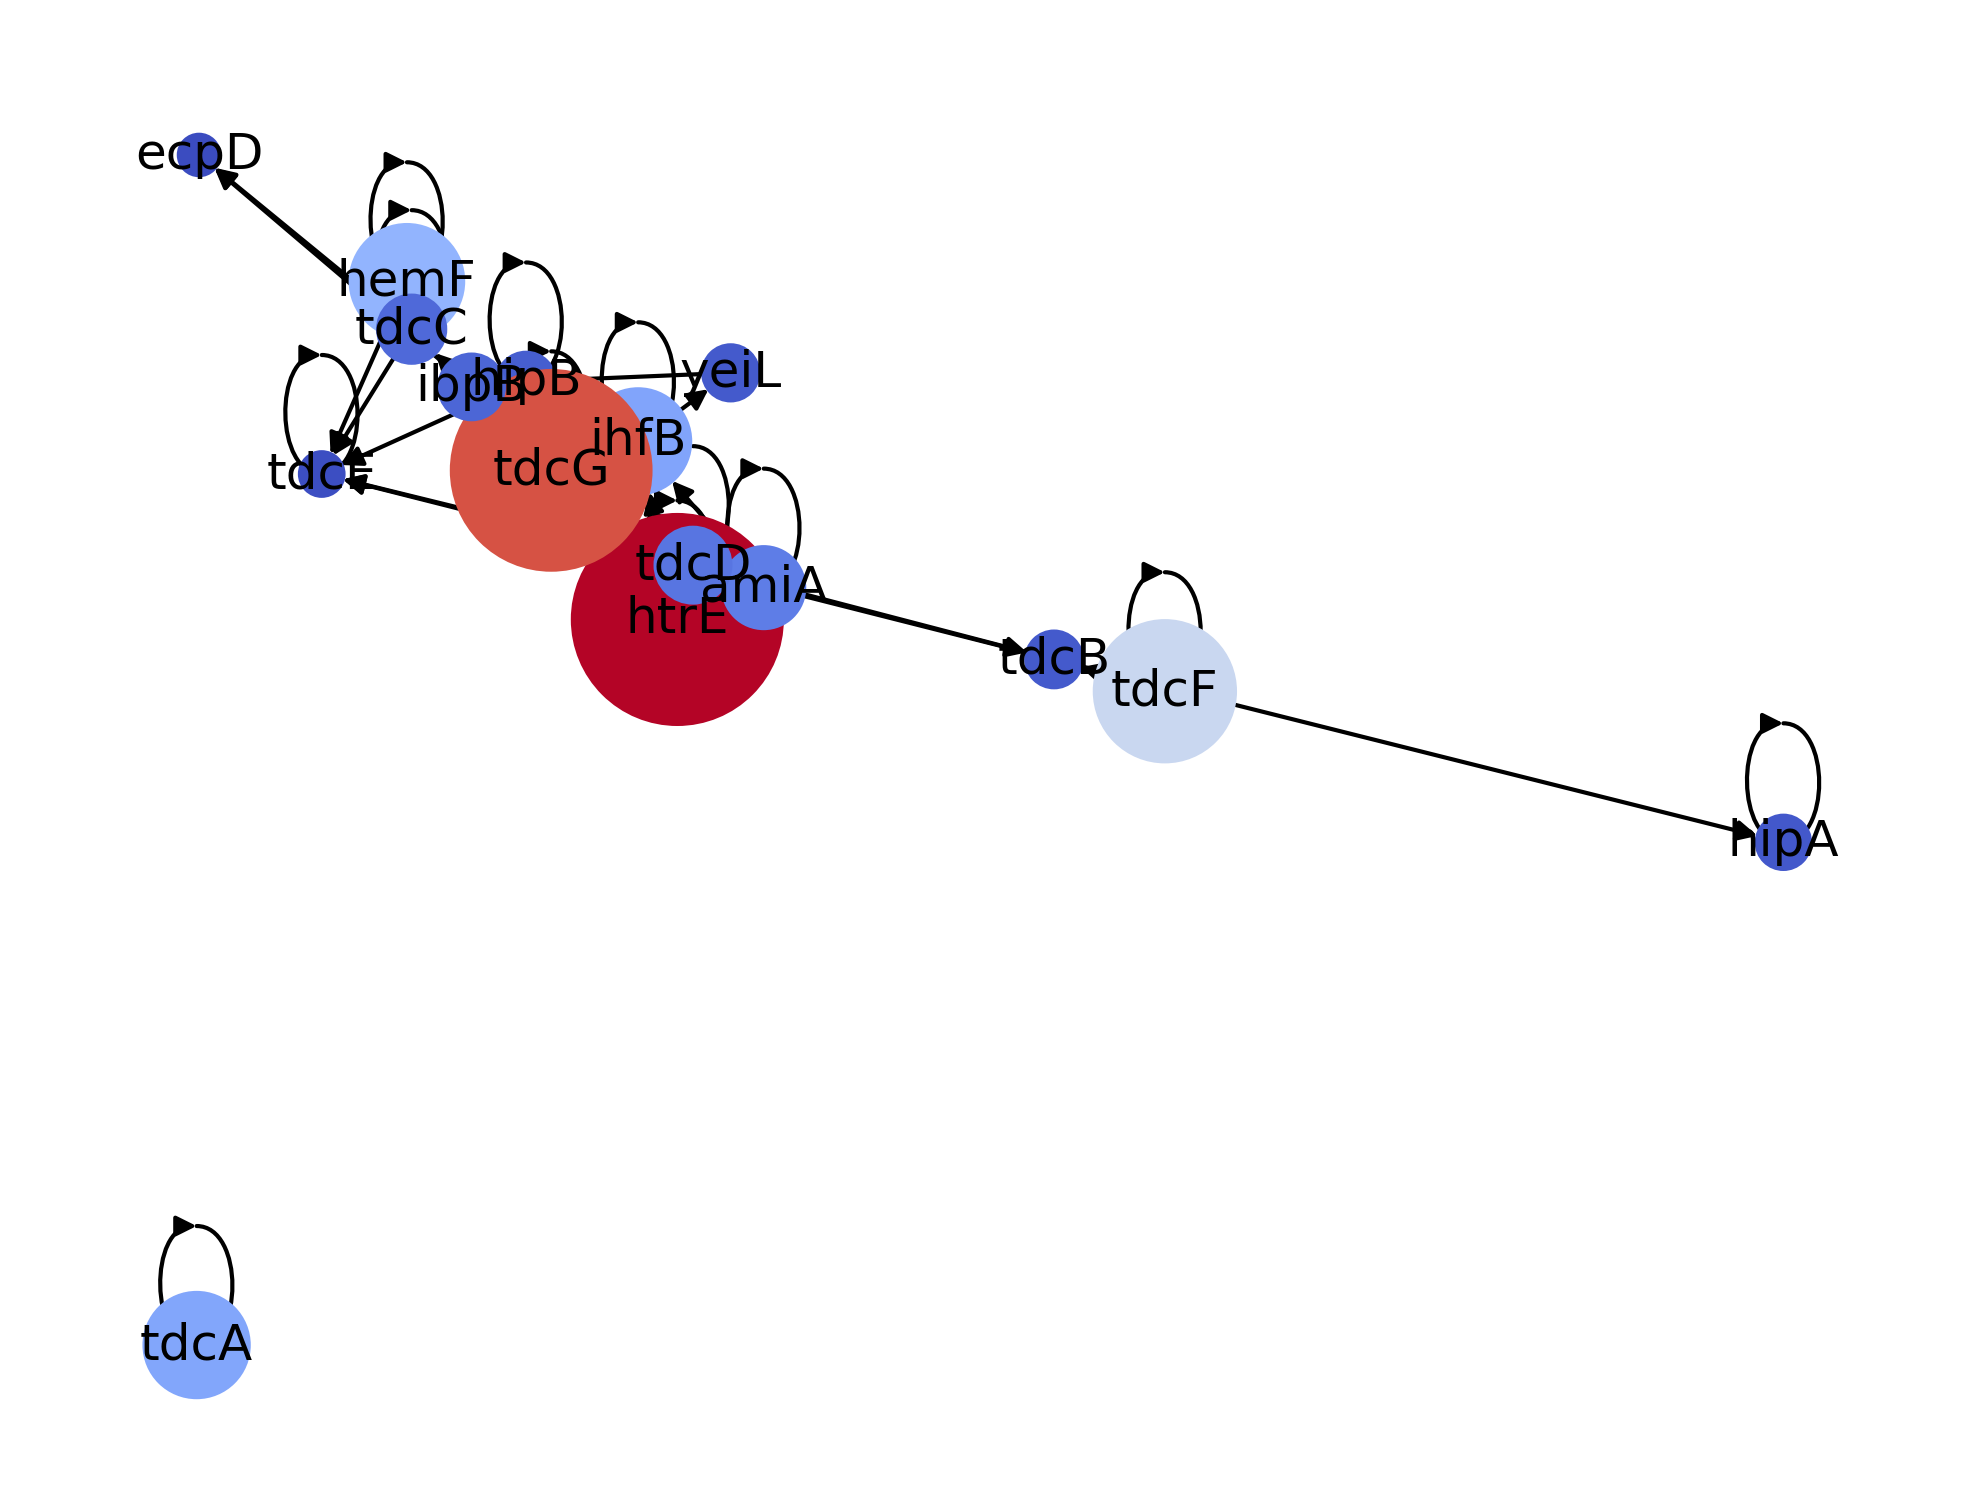 ecpD
hemF
tdcC
yeiL
hipB
ibpB
ihfB
tdcG
tdcE
tdcD
amiA
htrE
tdcB
tdcF
hipA
tdcA